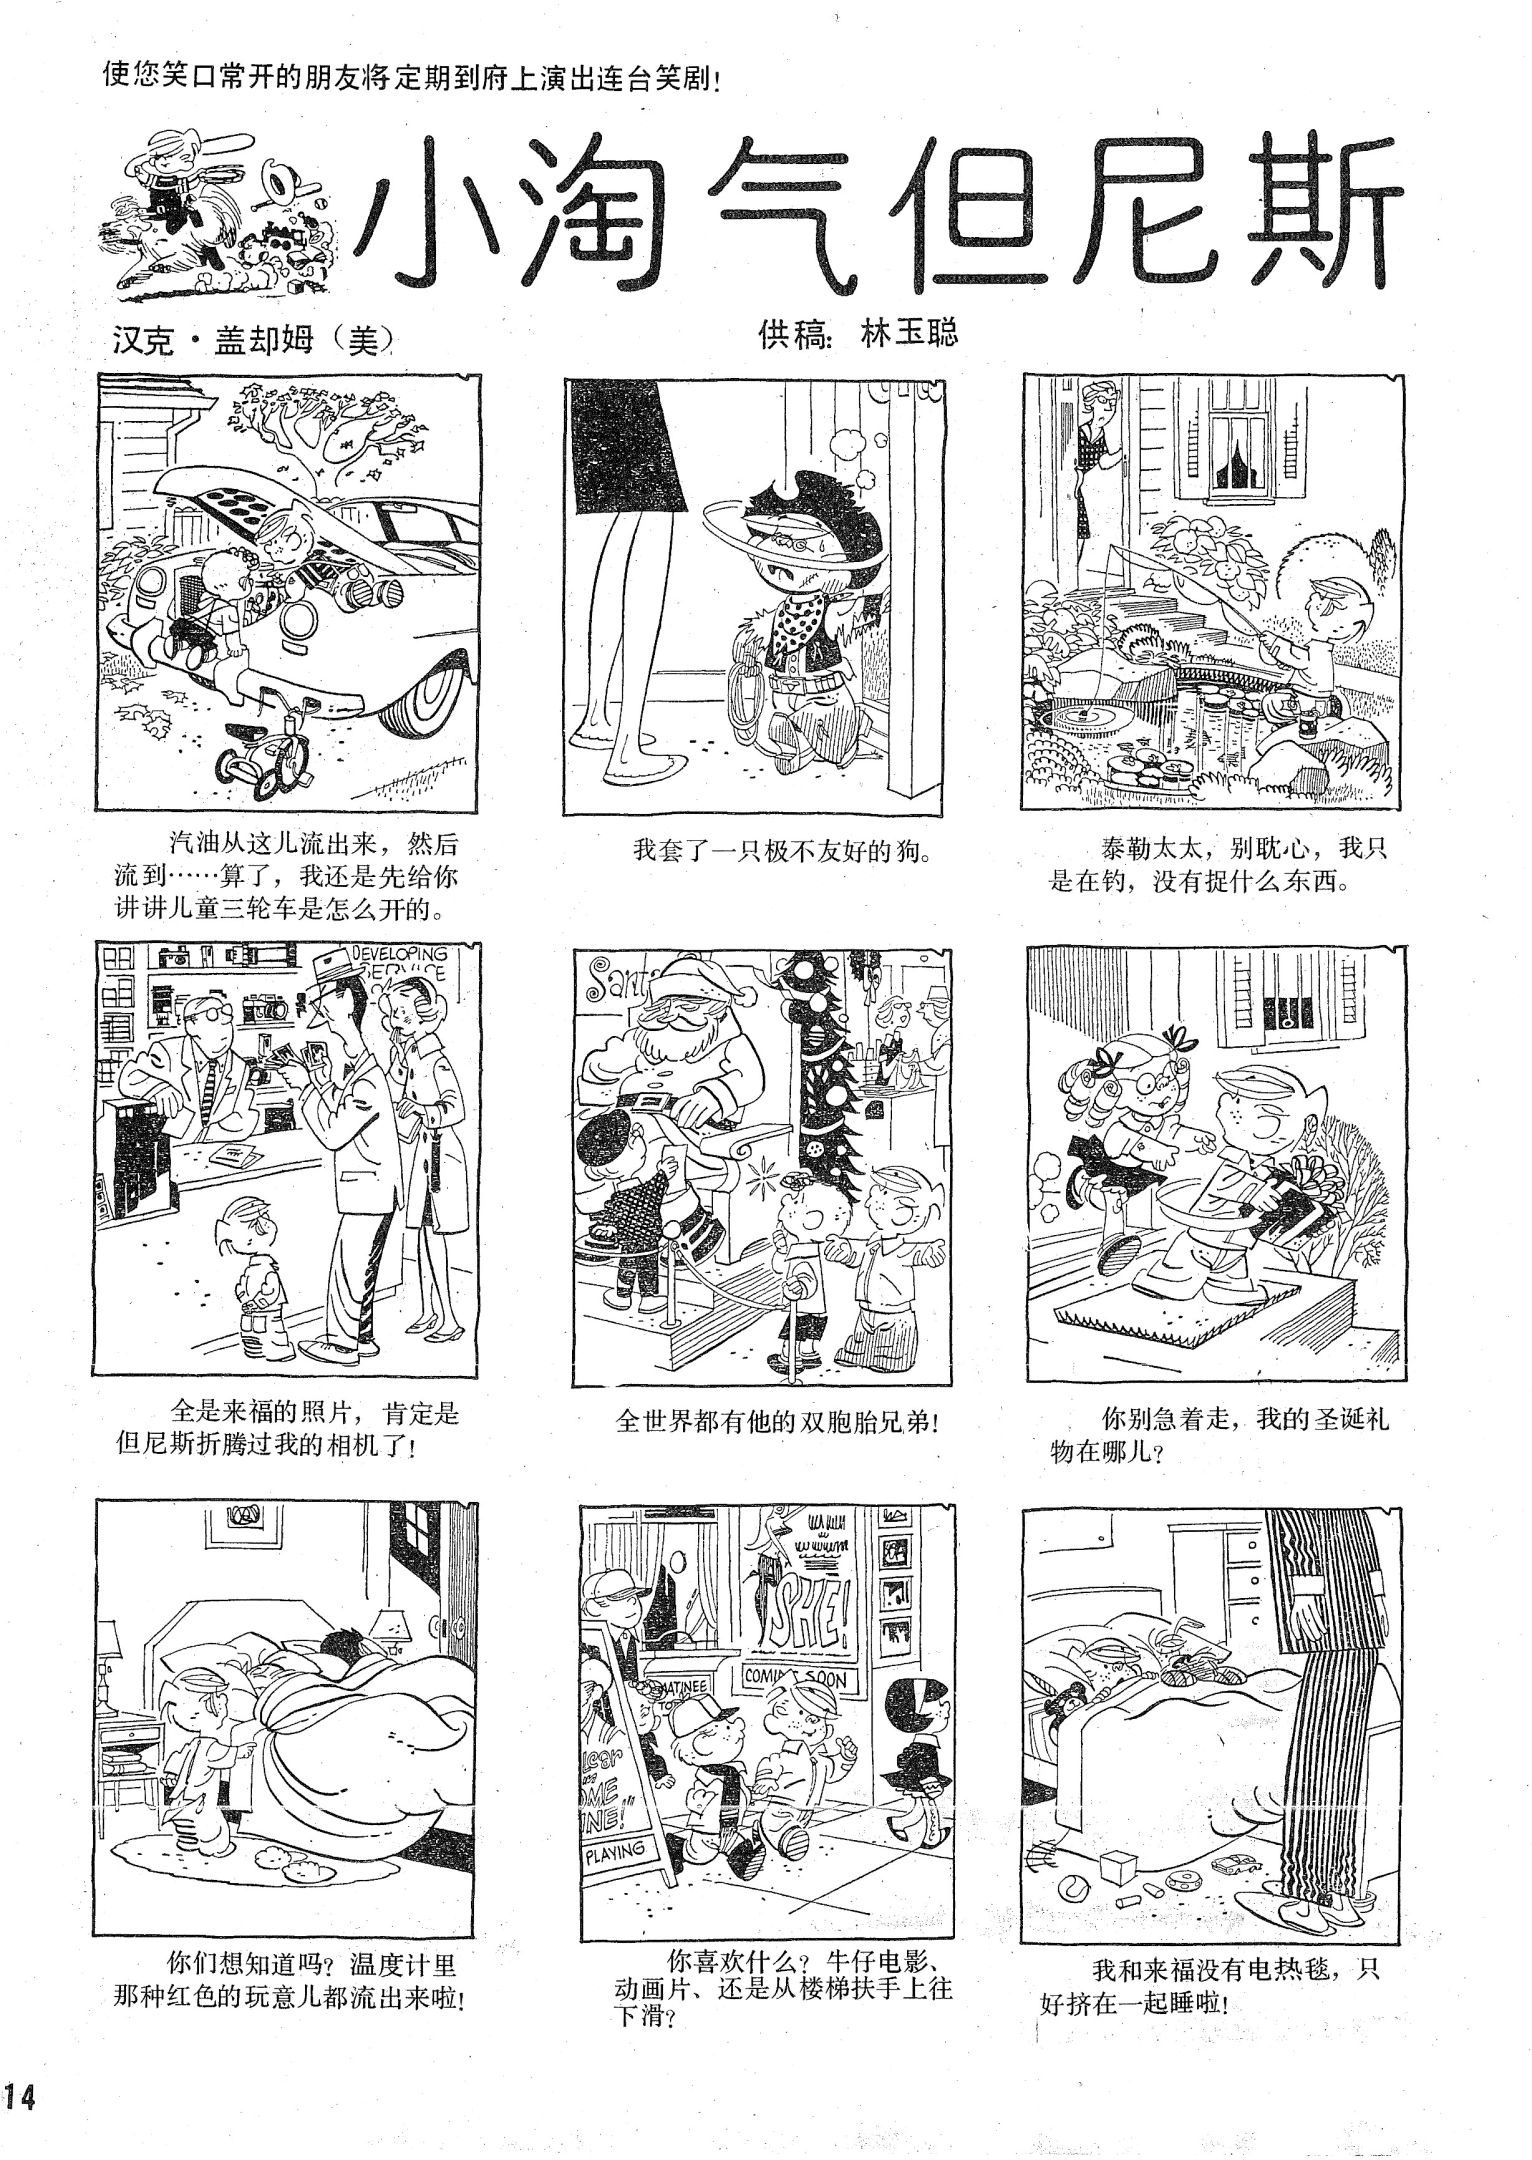 使您笑口常开的朋友将定期到府上演出连台笑剧!
小淘气但尼斯
汉克·盖却姆（美）
供稿：林玉聪
汽油从这儿流出来，然后
流到……算了，我还是先给你
讲讲儿童三轮车是怎么开的。
我套了一只极不友好的狗。
泰勒太太，别耽心，我只
是在钓，没有捉什么东西。
DEVELOPING
SERVICE
Santa
全是来福的照片，肯定是
但尼斯折腾过我的相机了!
全世界都有他的双胞胎兄弟!
你别急着走，我的圣诞礼
物在哪儿?
SHE!
COMING SOON
MATINEE
TO
OME
INE!"
PLAYING
你们想知道吗? 温度计里
那种红色的玩意儿都流出来啦!
你喜欢什么? 牛仔电影、
动画片、还是从楼梯扶手上往
下滑?
我和来福没有电热毯，只
好挤在一起睡啦!
14